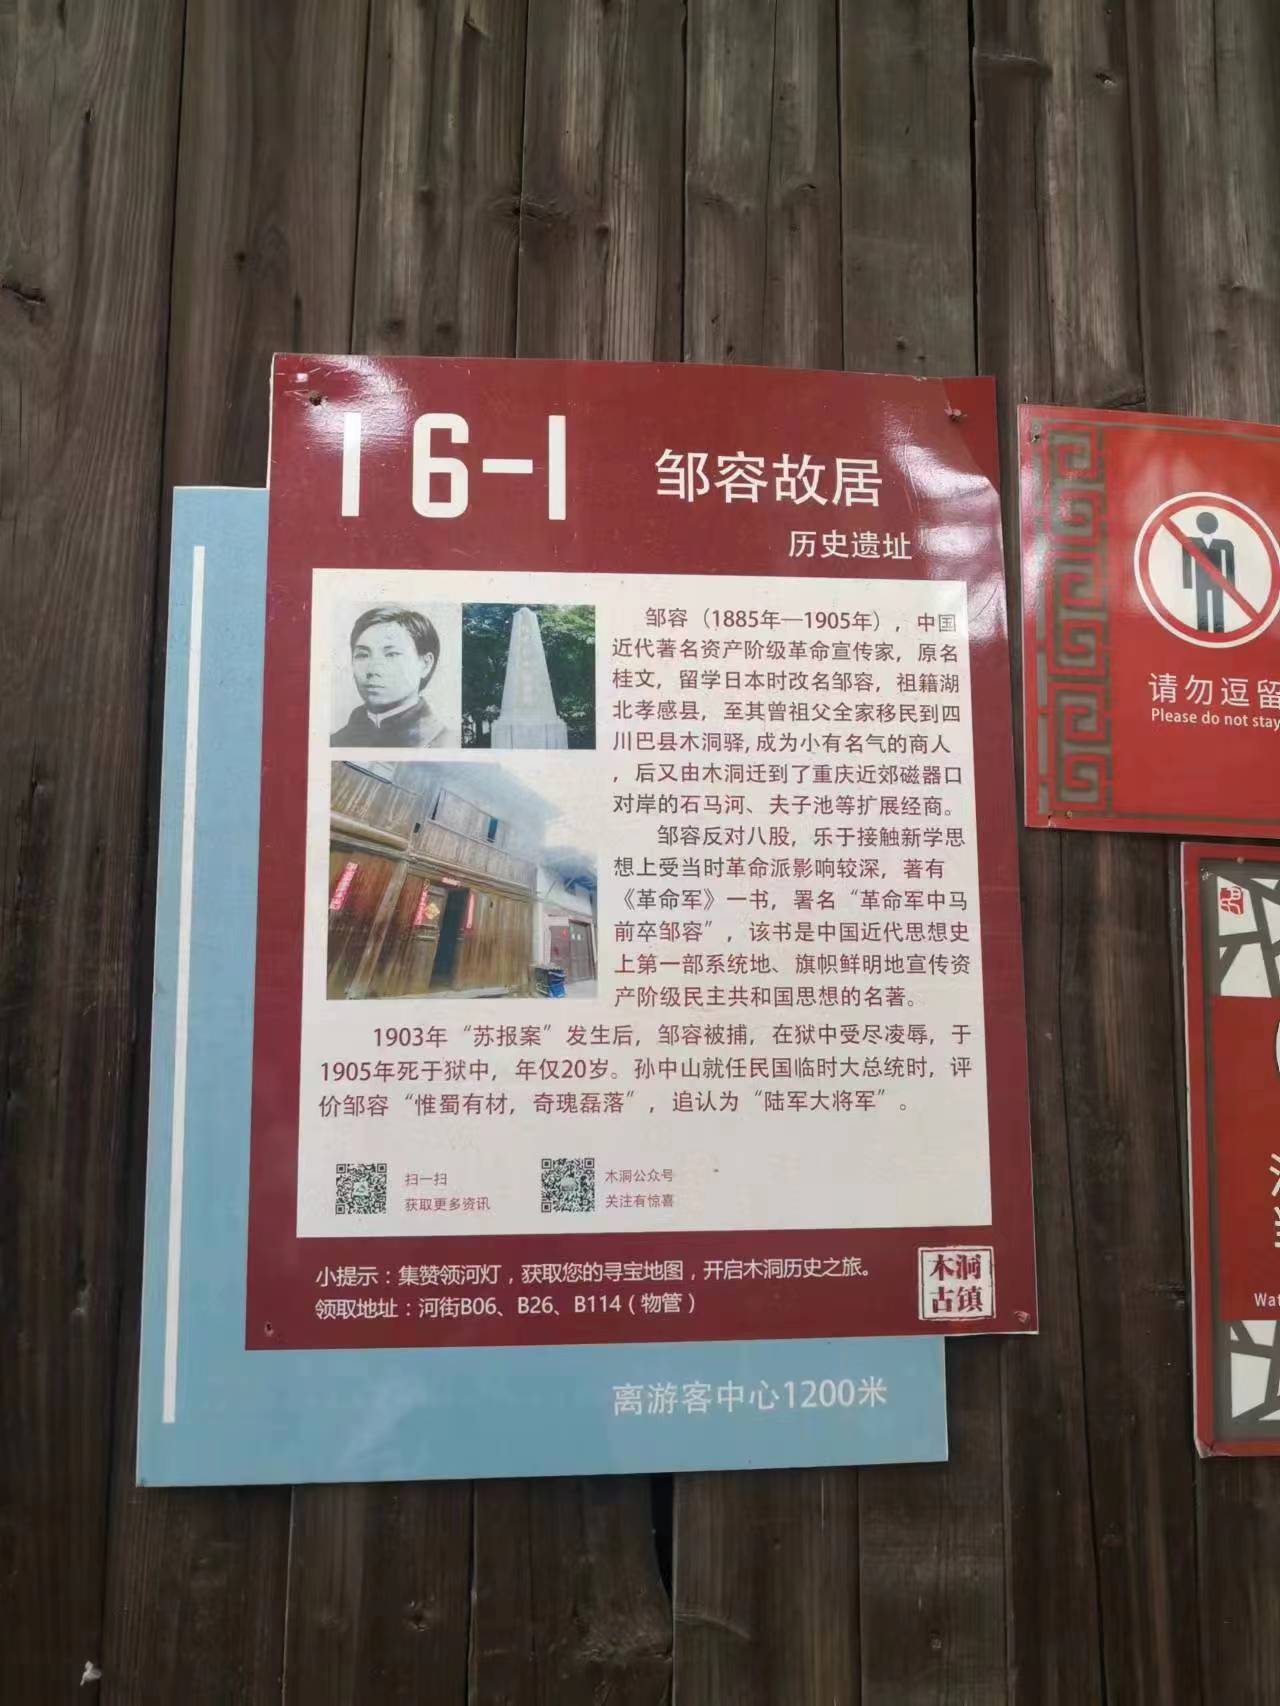 16-1
邹容故居
历史遗址
邹容（1885年—1905年），中国
近代著名资产阶级革命宣传家，原名
桂文，留学日本时改名邹容，祖籍湖
北孝感县，至其曾祖父全家移民到四
川巴县木洞驿,成为小有名气的商人
，后又由木洞迁到了重庆近郊磁器口
对岸的石马河、夫子池等扩展经商。
邹容反对八股，乐于接触新学思
想上受当时革命派影响较深，著有
《革命军》一书，署名“革命军中马
前卒邹容”，该书是中国近代思想史
上第一部系统地、旗帜鲜明地宣传资
产阶级民主共和国思想的名著。
1903年“苏报案”发生后，邹容被捕，在狱中受尽凌辱，于
1905年死于狱中，年仅20岁。孙中山就任民国临时大总统时，评
价邹容“惟蜀有材，奇瑰磊落”，追认为“陆军大将军”。
扫一扫
获取更多资讯
木洞公众号
关注有惊喜
小提示：集赞领河灯，获取您的寻宝地图，开启木洞历史之旅。
领取地址：河街B06、B26、B114（物管）
木洞
古镇
离游客中心1200米
请勿逗留
Please do not stay
Wat